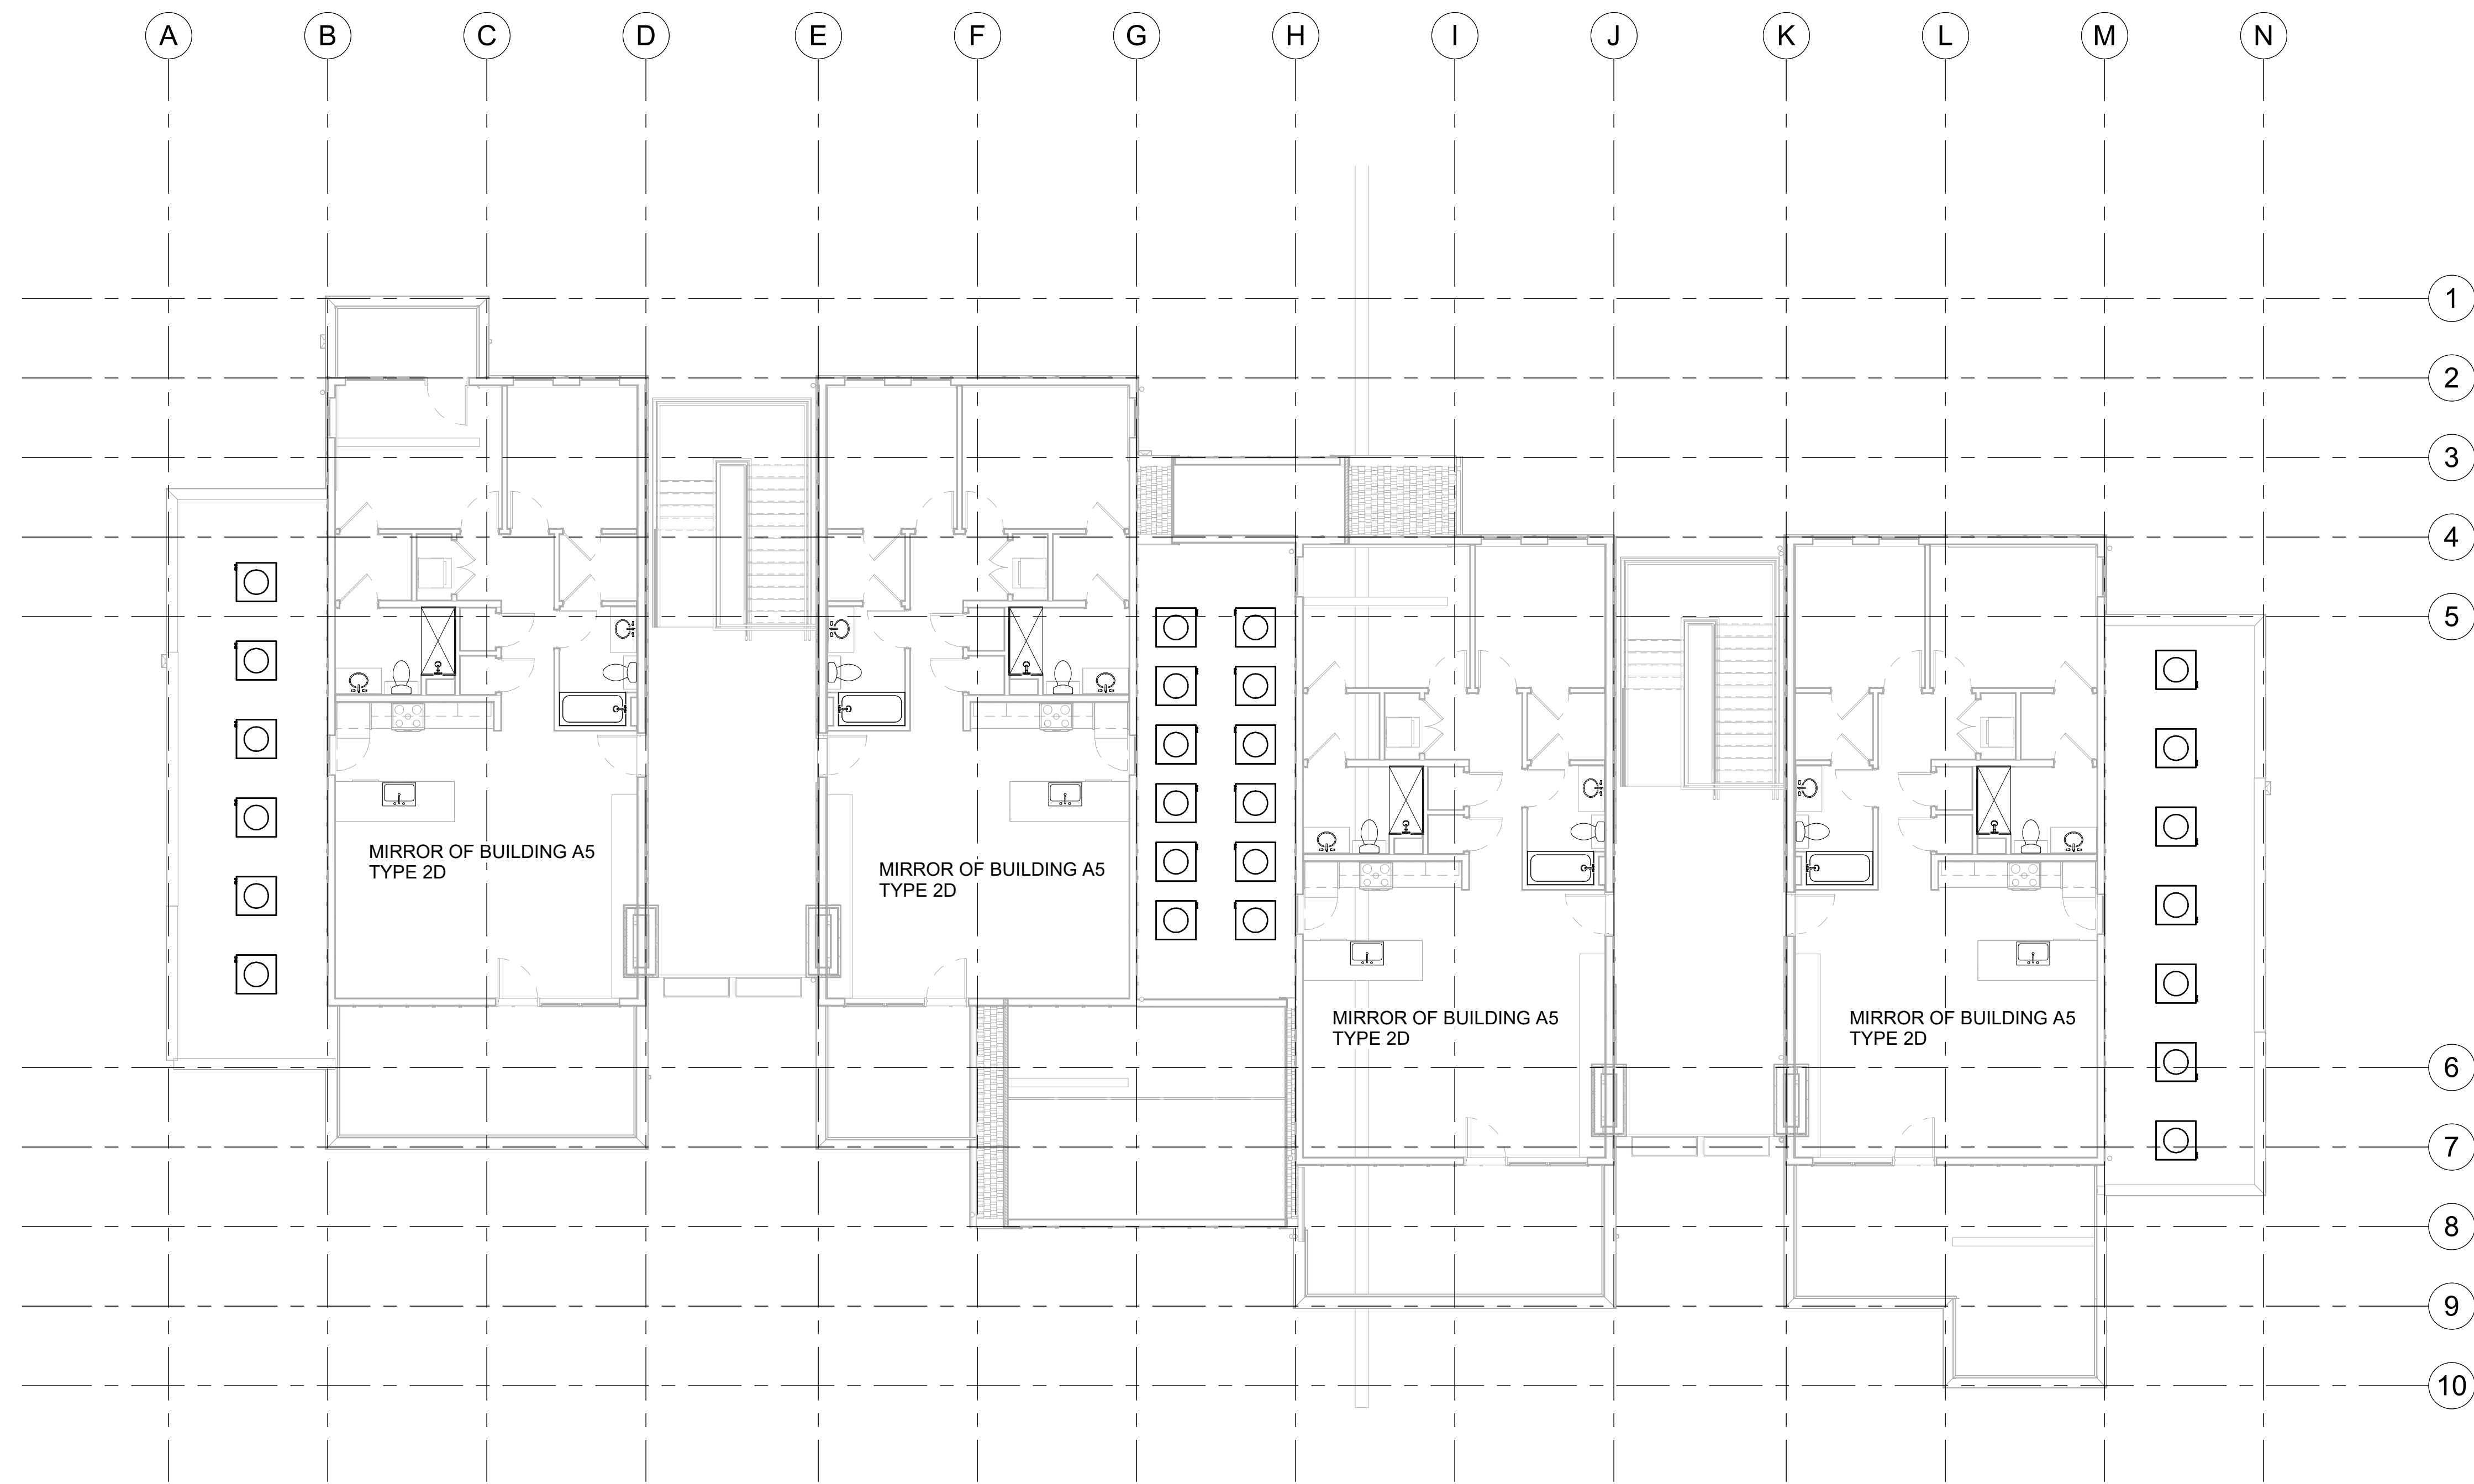 A B C D E F G H I J K L M N
1
2
3
4
5
MIRROR OF BUILDING A5
TYPE 2D
MIRROR OF BUILDING A5
TYPE 2D
MIRROR OF BUILDING A5
TYPE 2D
MIRROR OF BUILDING A5
TYPE 2D
6
7
8
9
10